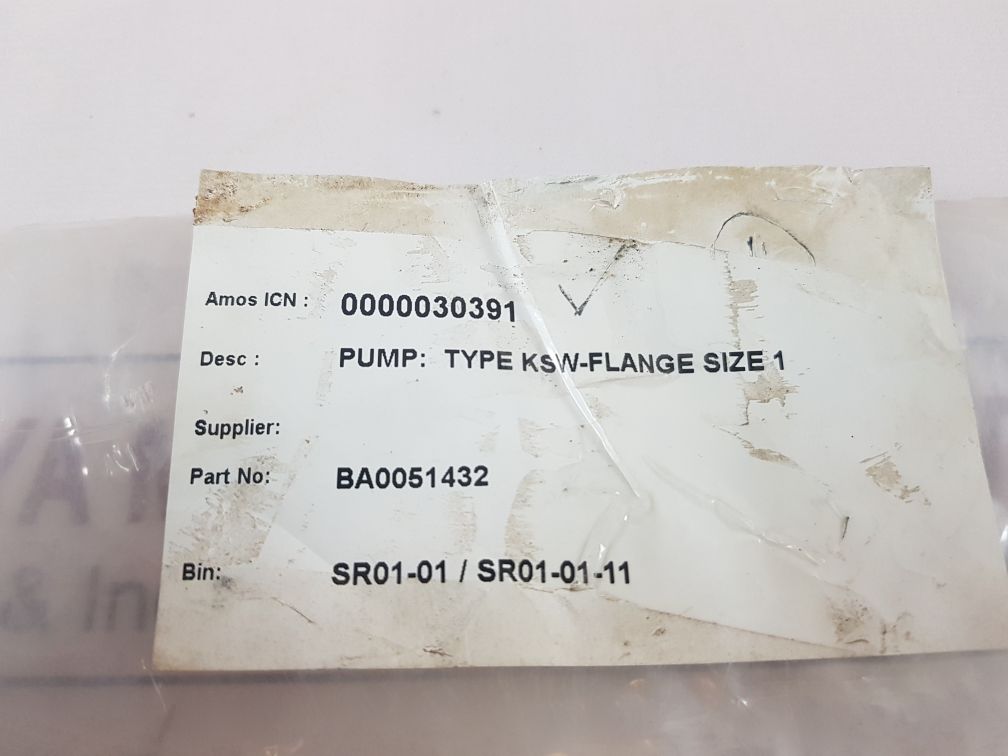 Amos ICN : 0000030391
Desc : PUMP: TYPE KSW-FLANGE SIZE 1
Supplier:
Part No: BA0051432
Bin: SR01-01 / SR01-01-11
& In